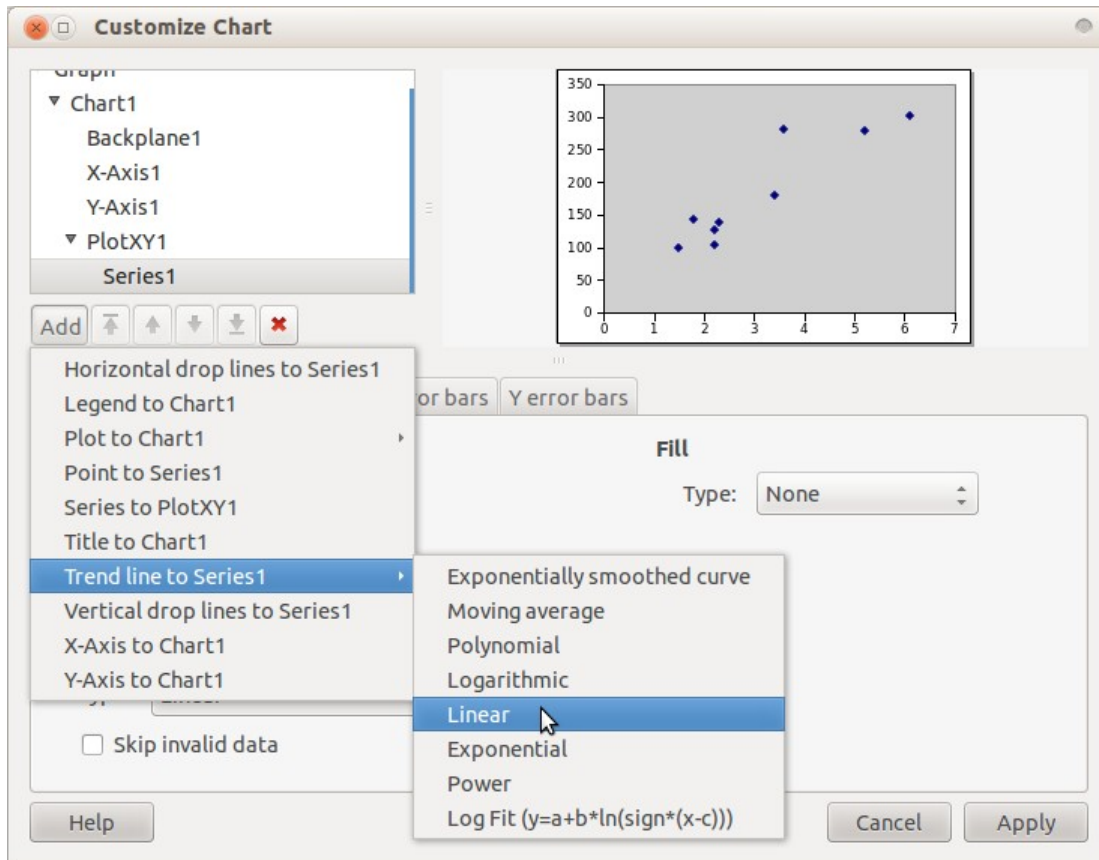 Customize Chart
Graph
Chart1
Backplane1
X-Axis1
Y-Axis1
PlotXY1
Series1
Add
350
300
250
200
150
100
50
0
0 1 2 3 4 5 6 7
Horizontal drop lines to Series1
Legend to Chart1
Plot to Chart1
Point to Series1
Series to PlotXY1
Title to Chart1
Trend line to Series1
Vertical drop lines to Series1
X-Axis to Chart1
Y-Axis to Chart1
or bars Y error bars
Fill
Type: None
Exponentially smoothed curve
Moving average
Polynomial
Logarithmic
Linear
Exponential
Power
Log Fit (y=a+b*ln(sign*(x-c)))
Skip invalid data
Help Cancel Apply